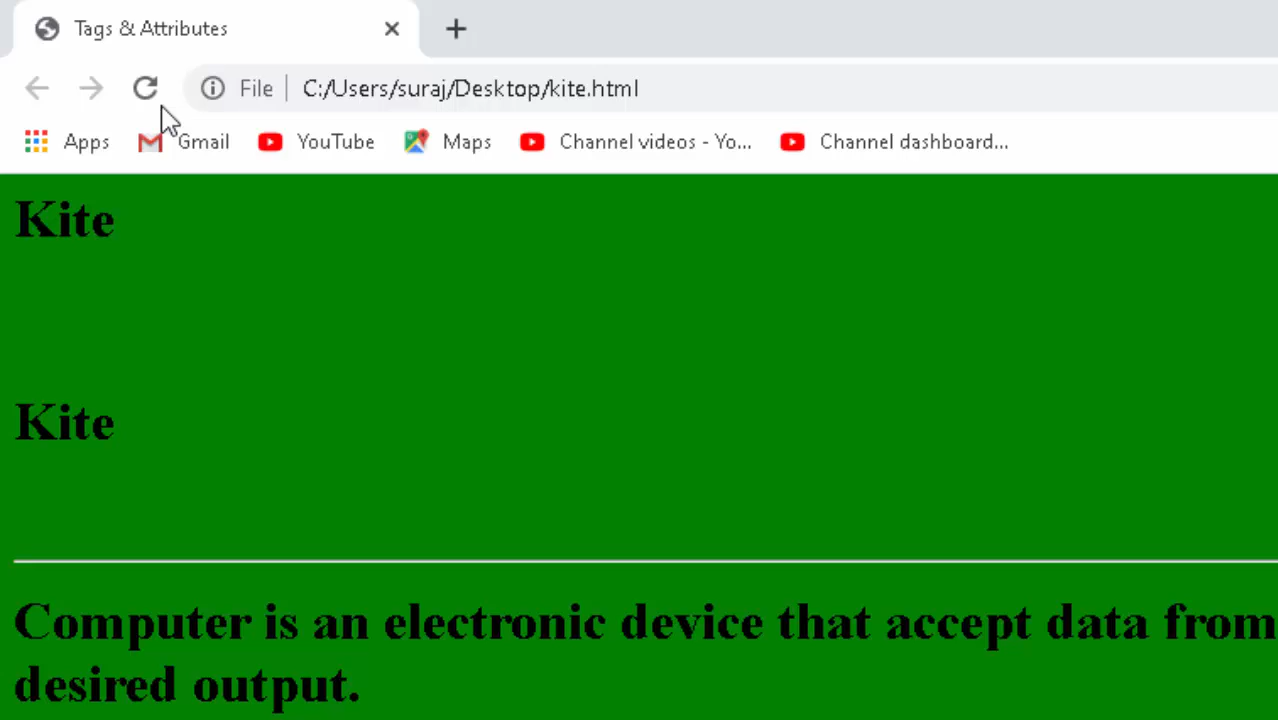 Tags & Attributes
File C:/Users/suraj/Desktop/kite.html
Apps Gmail YouTube Maps Channel videos - Yo... Channel dashboard...
Kite
Kite
Computer is an electronic device that accept data from
desired output.